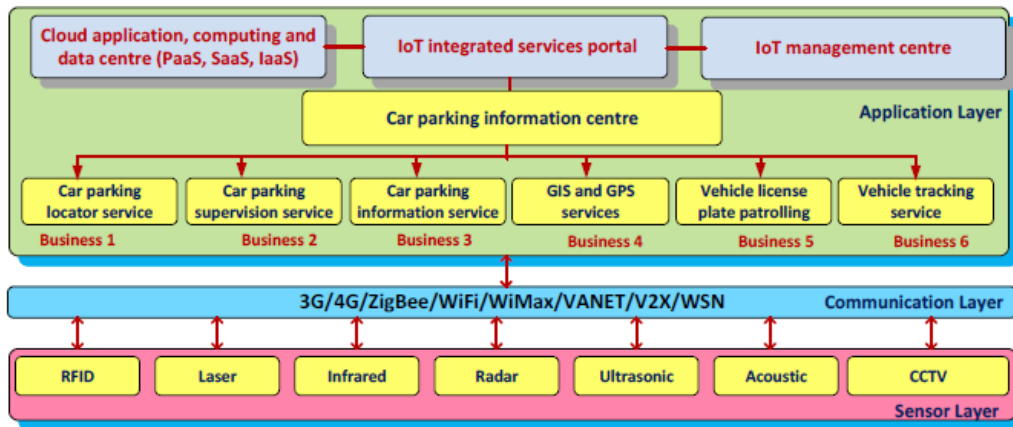 Cloud application, computing and
data centre (PaaS, SaaS, IaaS)
IoT integrated services portal
IoT management centre
Car parking information centre
Application Layer
Car parking
locator service
Car parking
supervision service
Car parking
information service
GIS and GPS
services
Vehicle license
plate patrolling
Vehicle tracking
service
Business 1
Business 2
Business 3
Business 4
Business 5
Business 6
3G/4G/ZigBee/WiFi/WiMax/VANET/V2X/WSN
Communication Layer
RFID
Laser
Infrared
Radar
Ultrasonic
Acoustic
CCTV
Sensor Layer